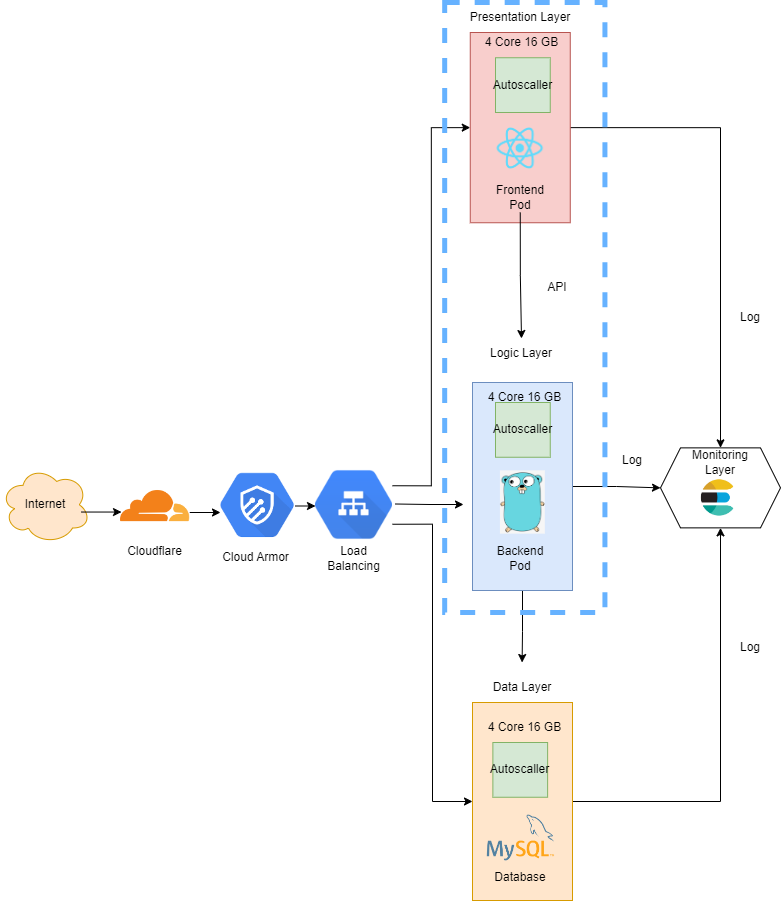 Presentation Layer
4 Core 16 GB
Autoscaller
Frontend
Pod
API
Log
Logic Layer
4 Core 16 GB
Autoscaller
Backend
Pod
Log
Monitoring
Layer
Internet
Cloudflare
Cloud Armor
Load
Balancing
Log
Data Layer
4 Core 16 GB
Autoscaller
MySQL
Database